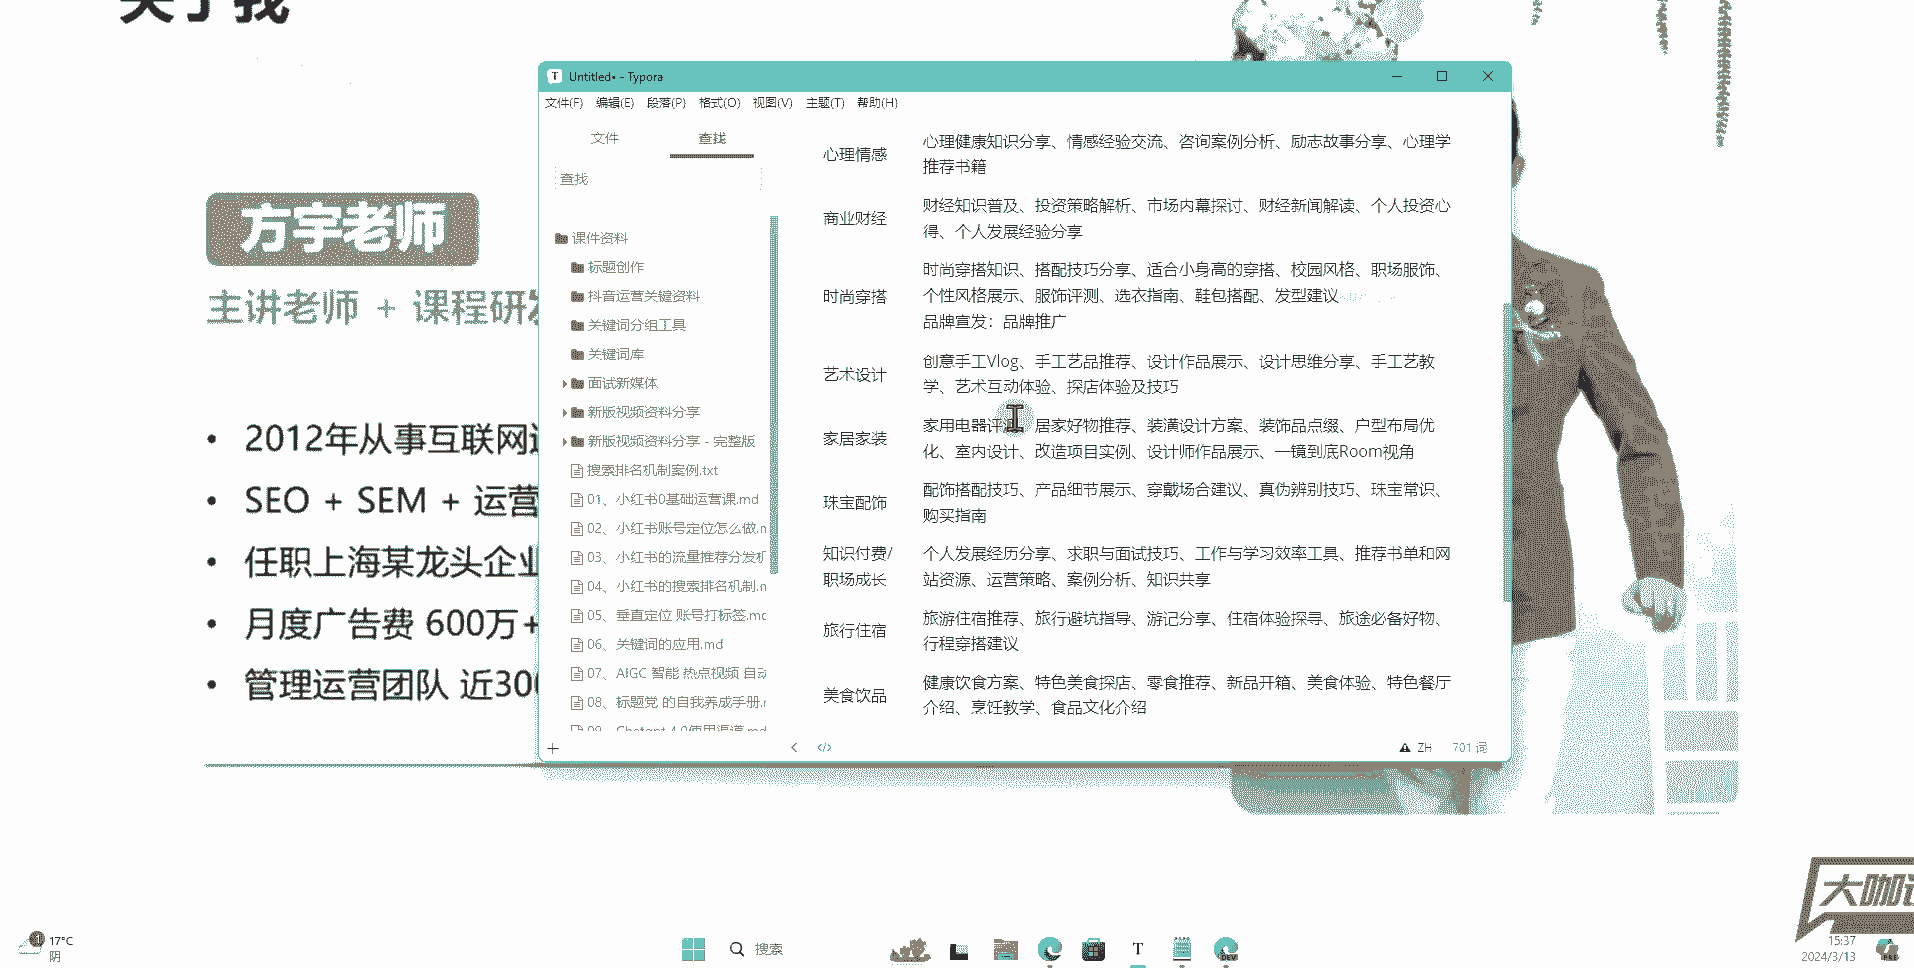 关于我
方宇老师
主讲老师 + 课程研发
2012年从事互联网
SEO + SEM + 运营
任职上海某龙头企业
月度广告费 600万+
管理运营团队 近300
Untitled• - Typora
文件(F) 编辑(E) 段落(P) 格式(O) 视图(V) 主题(T) 帮助(H)
文件 查找
查找
课件资料
标题创作
抖音运营关键资料
关键词分组工具
关键词库
面试新媒体
新版视频资料分享
新版视频资料分享 - 完整版
搜索排名机制案例.txt
01、小红书0基础运营课.md
02、小红书账号定位怎么做.m
03、小红书的流量推荐分发机
04、小红书的搜索排名机制.m
05、垂直定位 账号打标签.mc
06、关键词的应用.md
07、AIGC 智能 热点视频 自动
08、标题党 的自我养成手册.r
09、Chatgpt 4.0使用渠道.md
心理情感
心理健康知识分享、情感经验交流、咨询案例分析、励志故事分享、心理学
推荐书籍
商业财经
财经知识普及、投资策略解析、市场内幕探讨、财经新闻解读、个人投资心
得、个人发展经验分享
时尚穿搭
时尚穿搭知识、搭配技巧分享、适合小身高的穿搭、校园风格、职场服饰、
个性风格展示、服饰评测、选衣指南、鞋包搭配、发型建议
品牌宣发：品牌推广
艺术设计
创意手工Vlog、手工艺品推荐、设计作品展示、设计思维分享、手工艺教
学、艺术互动体验、探店体验及技巧
家居家装
家用电器评测、居家好物推荐、装潢设计方案、装饰品点缀、户型布局优
化、室内设计、改造项目实例、设计师作品展示、一镜到底Room视角
珠宝配饰
配饰搭配技巧、产品细节展示、穿戴场合建议、真伪辨别技巧、珠宝常识、
购买指南
知识付费/
职场成长
个人发展经历分享、求职与面试技巧、工作与学习效率工具、推荐书单和网
站资源、运营策略、案例分析、知识共享
旅行住宿
旅游住宿推荐、旅行避坑指导、游记分享、住宿体验探寻、旅途必备好物、
行程穿搭建议
美食饮品
健康饮食方案、特色美食探店、零食推荐、新品开箱、美食体验、特色餐厅
介绍、烹饪教学、食品文化介绍
ZH 701 词
大咖
17°C
阴
搜索
DEV
15:37
2024/3/13